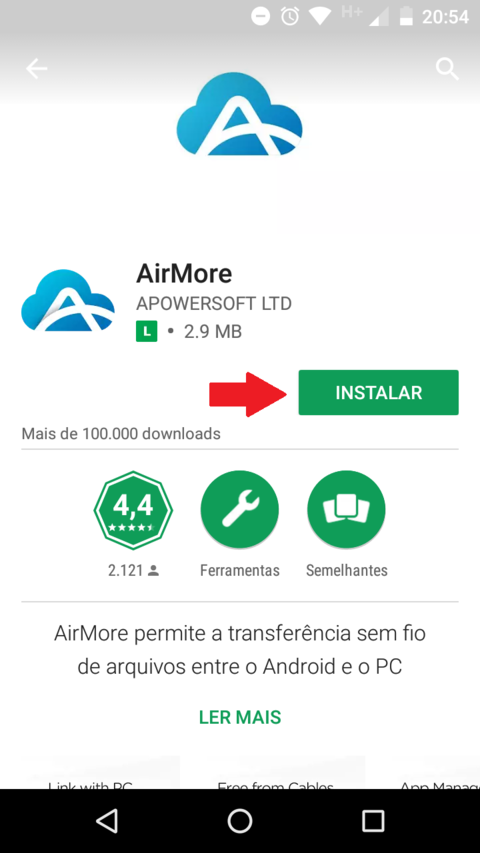 H+ 20:54
AirMore
APOWERSOFT LTD
L • 2.9 MB
INSTALAR
Mais de 100.000 downloads
4,4
2.121
Ferramentas
Semelhantes
AirMore permite a transferência sem fio
de arquivos entre o Android e o PC
LER MAIS
Link with PC
Free from Cables
App Manag